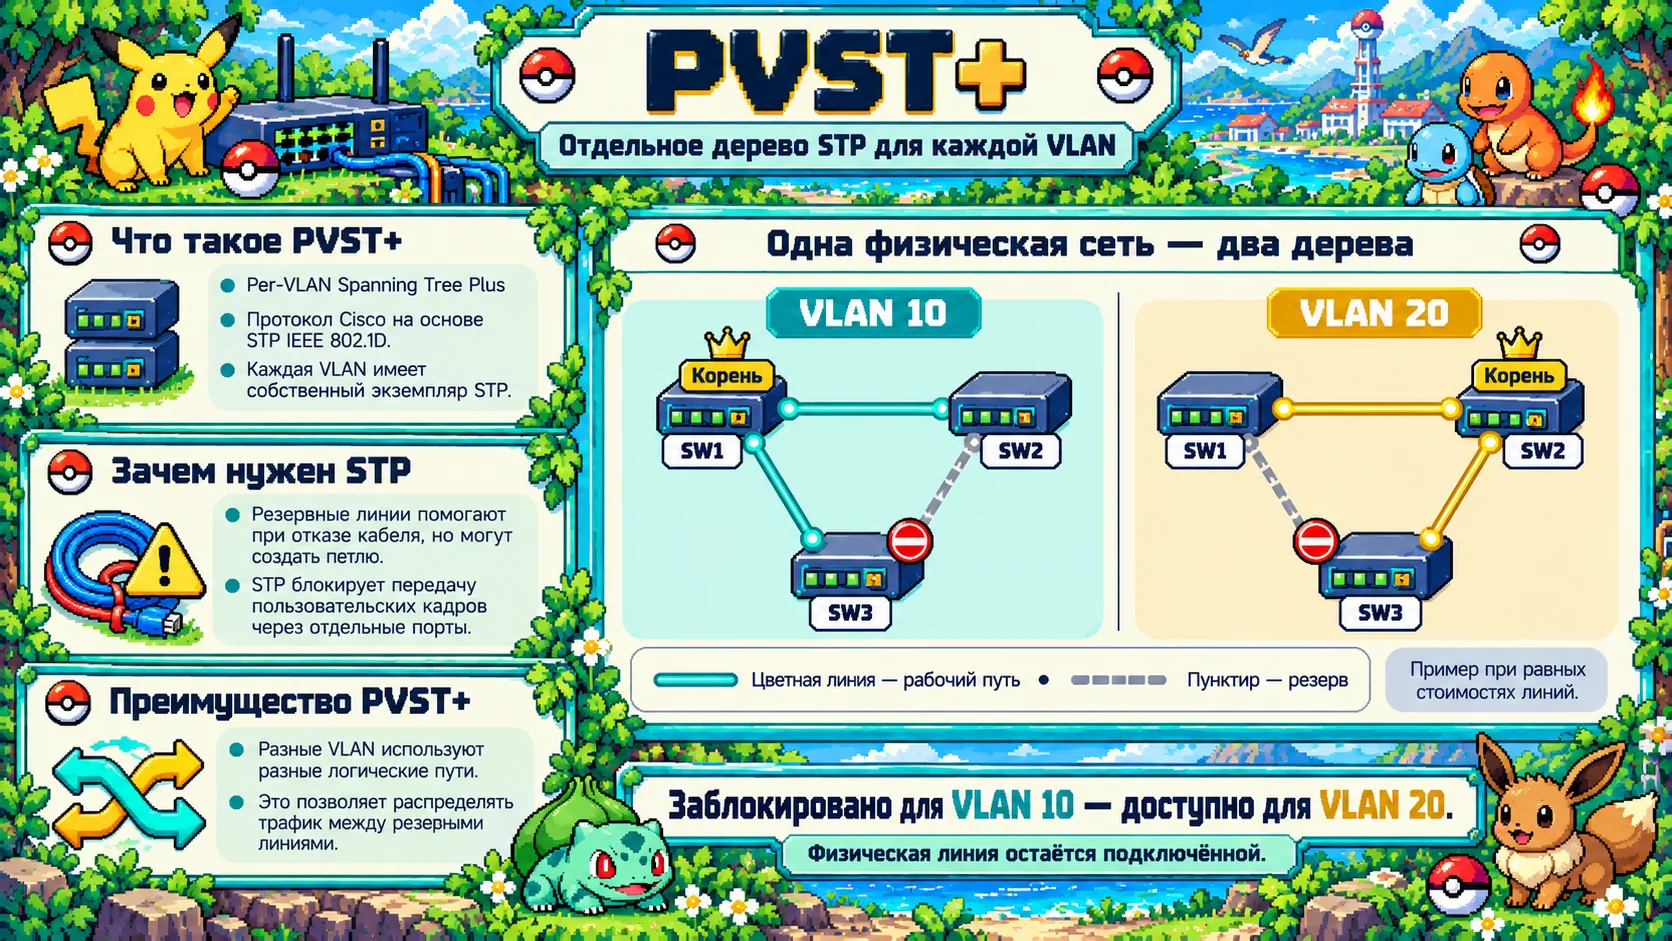 PVST+
Отдельное дерево STP для каждой VLAN
Что такое PVST+
Per-VLAN Spanning Tree Plus
Протокол Cisco на основе
STP IEEE 802.1D.
Каждая VLAN имеет
собственный экземпляр STP.
Зачем нужен STP
Резервные линии помогают
при отказе кабеля, но могут
создать петлю.
STP блокирует передачу
пользовательских кадров
через отдельные порты.
Преимущество PVST+
Разные VLAN используют
разные логические пути.
Это позволяет распределять
трафик между резерными
линиями.
Одна физическая сеть — два дерева
VLAN 10
Корень
SW1
SW2
SW3
VLAN 20
Корень
SW1
SW2
SW3
Цветная линия — рабочий путь • Пунктир — резерв
Пример при равных
стоимостях линий.
Заблокировано для VLAN 10 — доступно для VLAN 20.
Физическая линия остаётся подключённой.